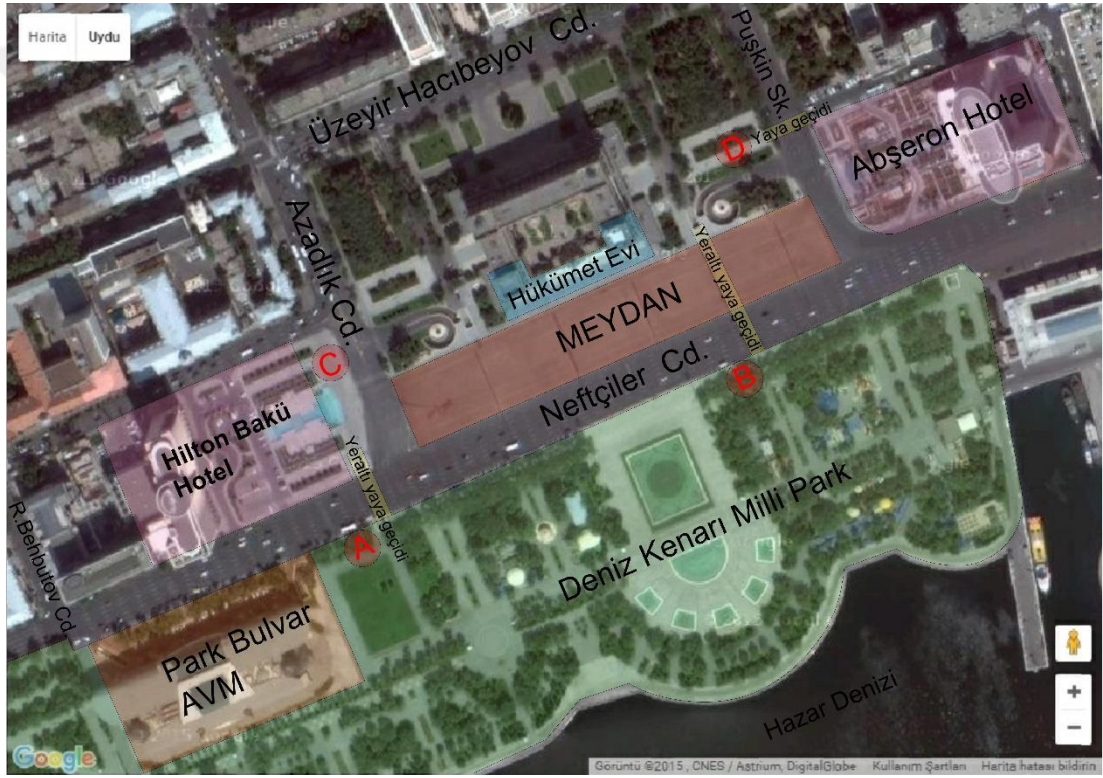 Harita Uydu
Üzeyir Hacıbeyov Cd.
Puşkin Sk.
Abşeron Hotel
D
Yaya geçidi
Azadlık Cd.
Hükümet Evi
MEYDAN
Yeraltı yaya geçidi
Neftçiler Cd.
C
B
Hilton Bakü
Hotel
Yeraltı yaya geçidi
A
R.Behbutov Cd.
Park Bulvar
AVM
Deniz Kenarı Milli Park
Hazar Denizi
+
−
Google
Görüntü ©2015, CNES / Astrium, DigitalGlobe Kullanım Şartları Harita hatası bildirin